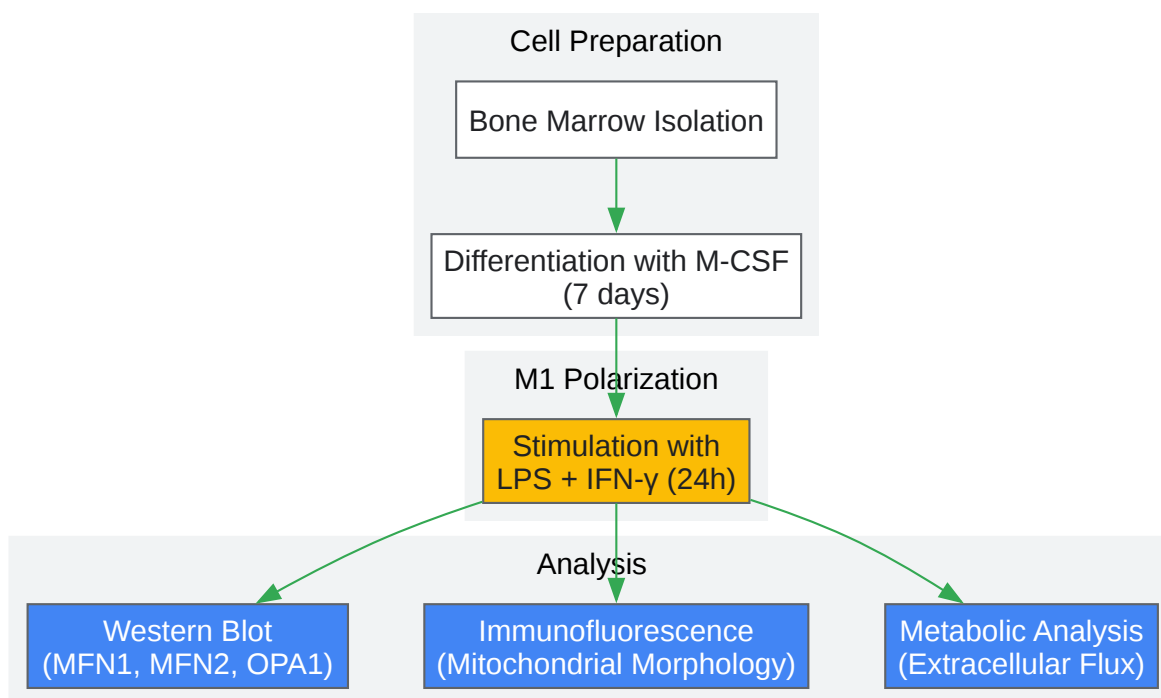 Cell Preparation
Bone Marrow Isolation
Differentiation with M-CSF
(7 days)
M1 Polarization
Stimulation with
LPS + IFN-γ (24h)
Analysis
Western Blot
(MFN1, MFN2, OPA1)
Immunofluorescence
(Mitochondrial Morphology)
Metabolic Analysis
(Extracellular Flux)